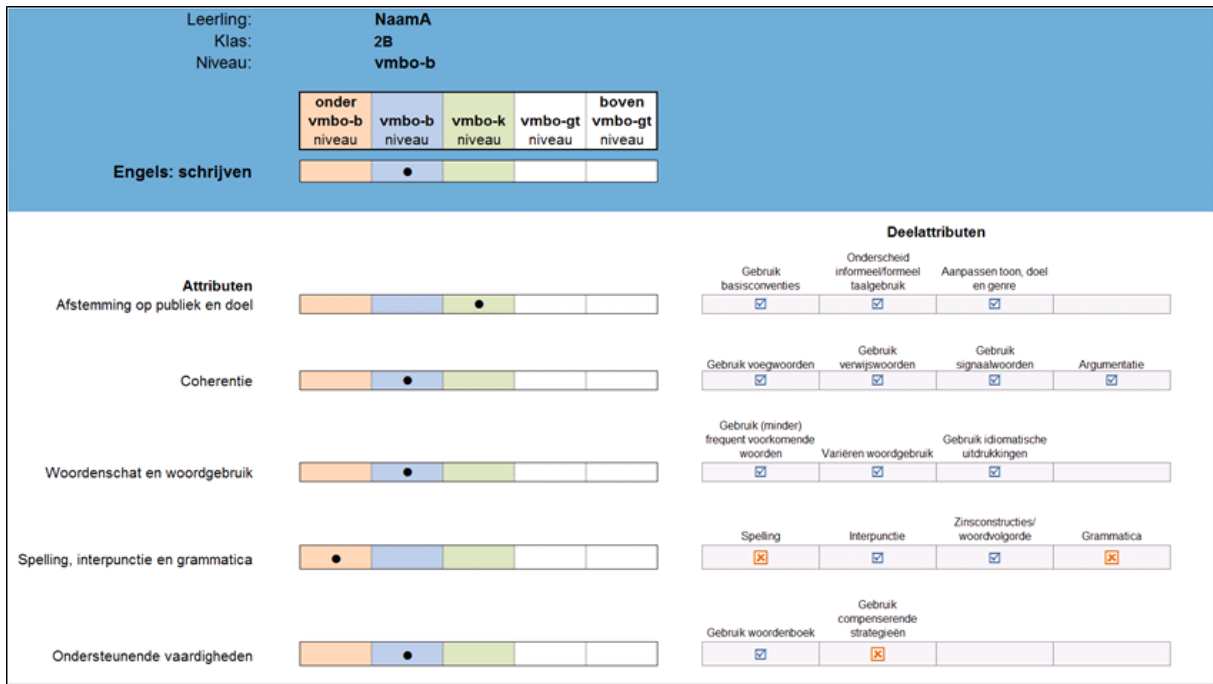 Leerling: NaamA
Klas: 2B
Niveau: vmbo-b
onder vmbo-b niveau
vmbo-b niveau
vmbo-k niveau
vmbo-gt niveau
boven vmbo-gt niveau
Engels: schrijven
Deelattributen
Attributen
Afstemming op publiek en doel
Gebruik
basisconventies
Onderscheid
informeel/formeel
taalgebruik
Aanpassen toon, doel
en genre
Coherentie
Gebruik voegwoorden
Gebruik
verwijswoorden
Gebruik
signaalwoorden
Argumentatie
Woordenschat en woordgebruik
Gebruik (minder)
frequent voorkomende
woorden
Variëren woordgebruik
Gebruik idiomatische
uitdrukkingen
Spelling, interpunctie en grammatica
Spelling
Interpunctie
Zinsconstructies/
woordvolgorde
Grammatica
Ondersteunende vaardigheden
Gebruik woordenboek
Gebruik
compenserende
strategieën